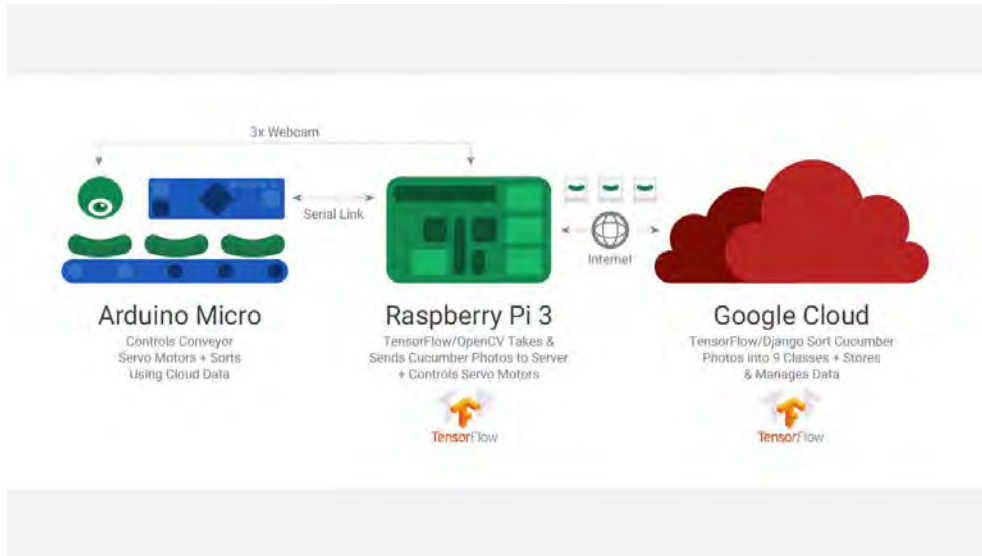 3x Webcam
Serial Link
Internet
Arduino Micro
Controls Conveyor
Servo Motors + Sorts
Using Cloud Data
Raspberry Pi 3
TensorFlow/OpenCV Takes &
Sends Cucumber Photos to Server
+ Controls Servo Motors
TensorFlow
Google Cloud
TensorFlow/Django Sort Cucumber
Photos into 9 Classes + Stores
& Manages Data
TensorFlow